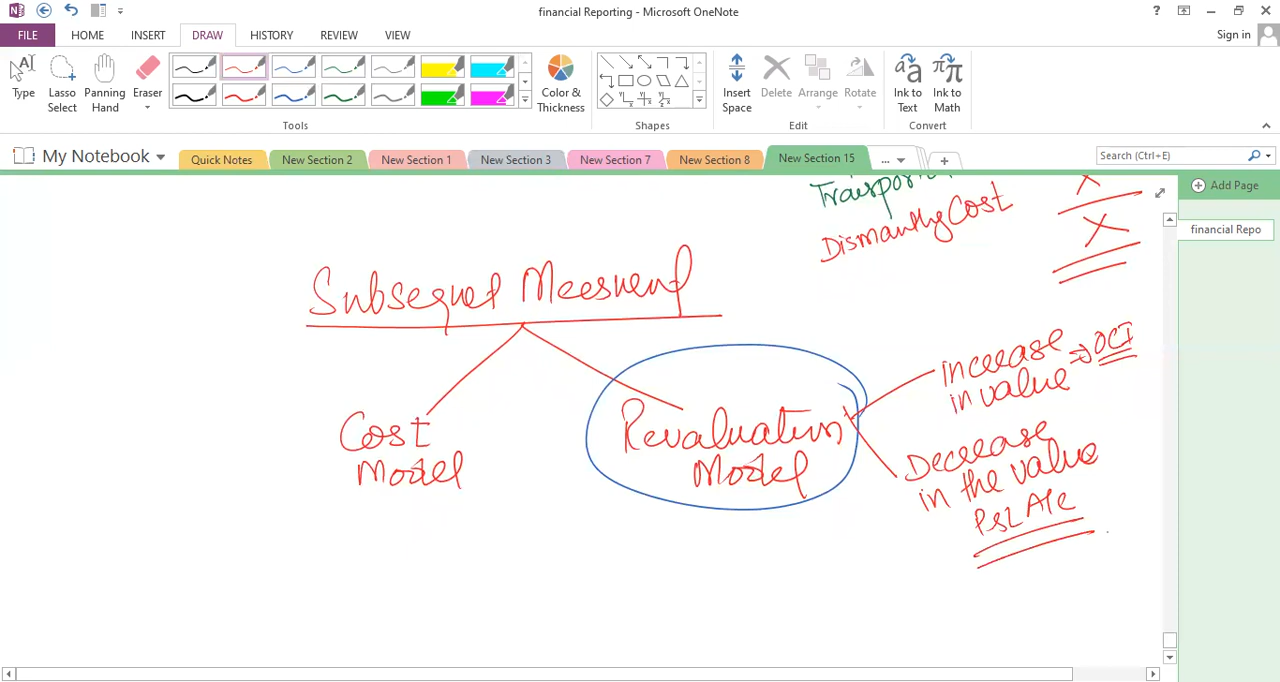 financial Reporting - Microsoft OneNote
Sign in
FILE HOME INSERT DRAW HISTORY REVIEW VIEW
Type
Lasso Select
Panning Hand
Eraser
Color & Thickness
Insert Space
Delete
Arrange
Rotate
Ink to Text
Ink to Math
Tools
Shapes
Edit
Convert
My Notebook
Quick Notes
New Section 2
New Section 1
New Section 3
New Section 7
New Section 8
New Section 15
...
Search (Ctrl+E)
Add Page
financial Repo
Cost
X
X
Increase => OCI
in value
Cost
Model
Revaluation
Model
Decrease
in the value